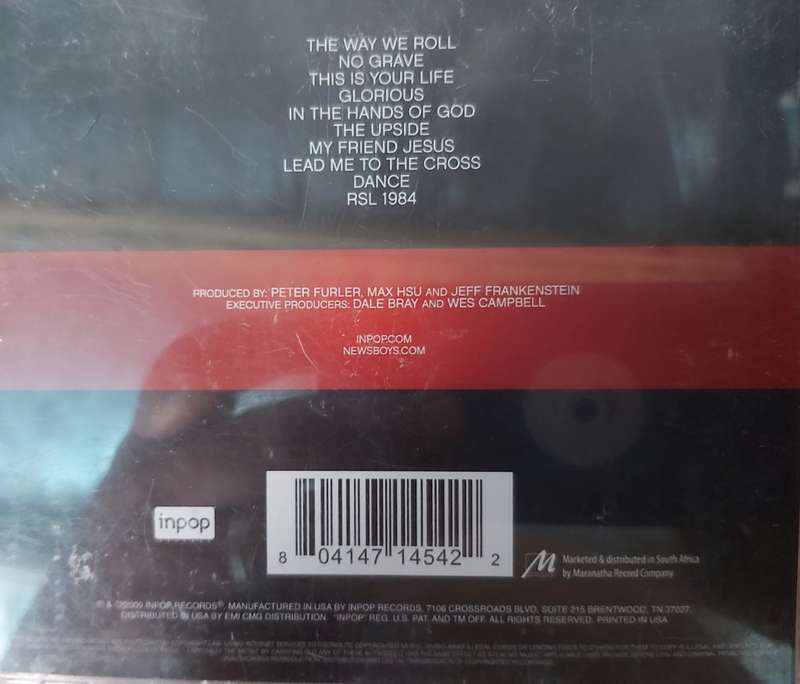 THE WAY WE ROLL
NO GRAVE
THIS IS YOUR LIFE
GLORIOUS
IN THE HANDS OF GOD
THE UPSIDE
MY FRIEND JESUS
LEAD ME TO THE CROSS
DANCE
RSL 1984
PRODUCED BY: PETER FURLER, MAX HSU AND JEFF FRANKENSTEIN
EXECUTIVE PRODUCERS: DALE BRAY AND WES CAMPBELL
INPOP.COM
NEWSBOYS.COM
inpop
8 04147 14542 2
M Marketed & distributed in South Africa
by Maranatha Record Company
℗ & ©2009 INPOP RECORDS®. MANUFACTURED IN USA BY INPOP RECORDS, 7106 CROSSROADS BLVD, SUITE 215 BRENTWOOD, TN 37027.
DISTRIBUTED IN USA BY EMI CMG DISTRIBUTION. "INPOP" REG. U.S. PAT. AND TM OFF. ALL RIGHTS RESERVED. PRINTED IN USA